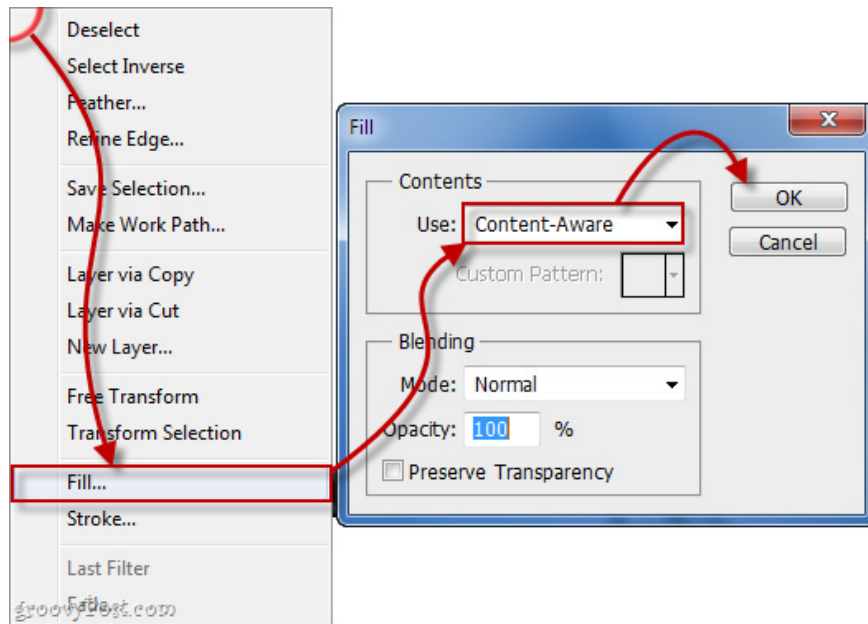 Deselect
Select Inverse
Feather...
Refine Edge...
Save Selection...
Make Work Path...
Layer via Copy
Layer via Cut
New Layer...
Free Transform
Transform Selection
Fill...
Stroke...
Last Filter
Fade...
groovyPost.com
Fill
Contents
Use: Content-Aware
Custom Pattern:
OK
Cancel
Blending
Mode: Normal
Opacity: 100 %
Preserve Transparency